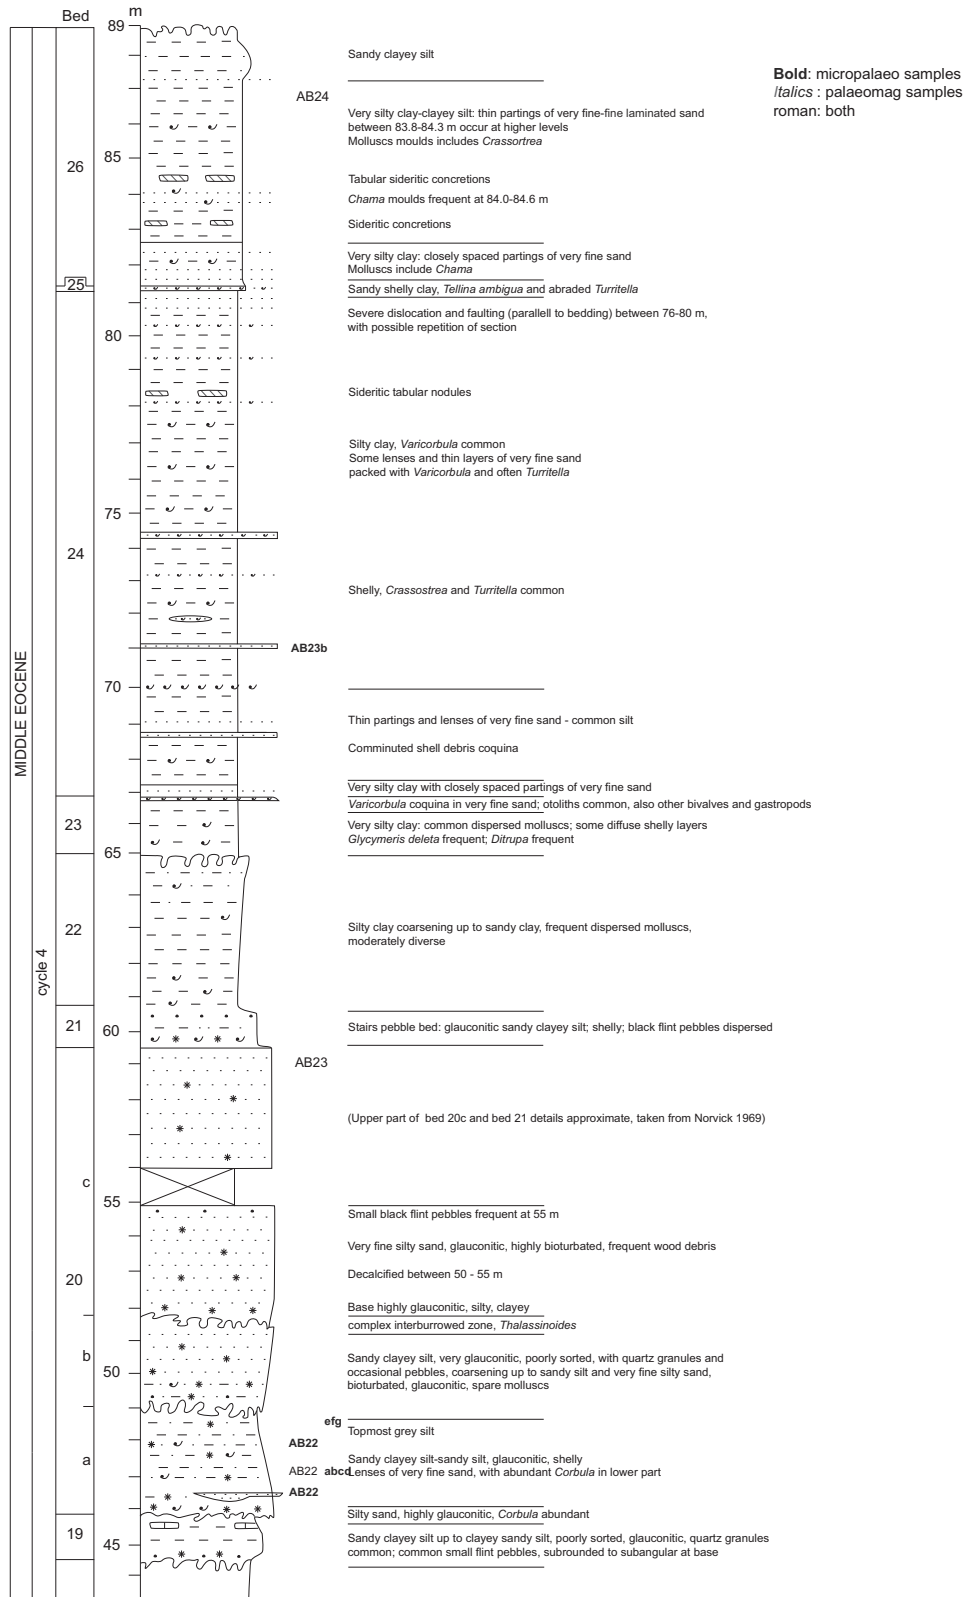 Bed
m
89
Sandy clayey silt
Bold: micropalaeo samples
Italics : palaeomag samples
roman: both
AB24
Very silty clay-clayey silt: thin partings of very fine-fine laminated sand
between 83.8-84.3 m occur at higher levels
Molluscs moulds includes Crassortrea
85
26
Tabular sideritic concretions
Chama moulds frequent at 84.0-84.6 m
Sideritic concretions
Very silty clay: closely spaced partings of very fine sand
Molluscs include Chama
25
Sandy shelly clay, Tellina ambigua and abraded Turritella
Severe dislocation and faulting (parallell to bedding) between 76-80 m,
with possible repetition of section
80
Sideritic tabular nodules
Silty clay, Varicorbula common
Some lenses and thin layers of very fine sand
packed with Varicorbula and often Turritella
75
24
Shelly, Crassostrea and Turritella common
AB23b
MIDDLE EOCENE
70
Thin partings and lenses of very fine sand - common silt
Comminuted shell debris coquina
Very silty clay with closely spaced partings of very fine sand
Varicorbula coquina in very fine sand; otoliths common, also other bivalves and gastropods
23
Very silty clay: common dispersed molluscs; some diffuse shelly layers
Glycymeris deleta frequent; Ditrupa frequent
65
22
Silty clay coarsening up to sandy clay, frequent dispersed molluscs,
moderately diverse
cycle 4
21
60
Stairs pebble bed: glauconitic sandy clayey silt; shelly; black flint pebbles dispersed
AB23
(Upper part of bed 20c and bed 21 details approximate, taken from Norvick 1969)
c
55
Small black flint pebbles frequent at 55 m
Very fine silty sand, glauconitic, highly bioturbated, frequent wood debris
20
Decalcified between 50 - 55 m
Base highly glauconitic, silty, clayey
complex interburrowed zone, Thalassinoides
b
50
Sandy clayey silt, very glauconitic, poorly sorted, with quartz granules and
occasional pebbles, coarsening up to sandy silt and very fine silty sand,
bioturbated, glauconitic, spare molluscs
efg
Topmost grey silt
AB22
a
Sandy clayey silt-sandy silt, glauconitic, shelly
AB22 abcd
Lenses of very fine sand, with abundant Corbula in lower part
AB22
Silty sand, highly glauconitic, Corbula abundant
19
45
Sandy clayey silt up to clayey sandy silt, poorly sorted, glauconitic, quartz granules
common; common small flint pebbles, subrounded to subangular at base